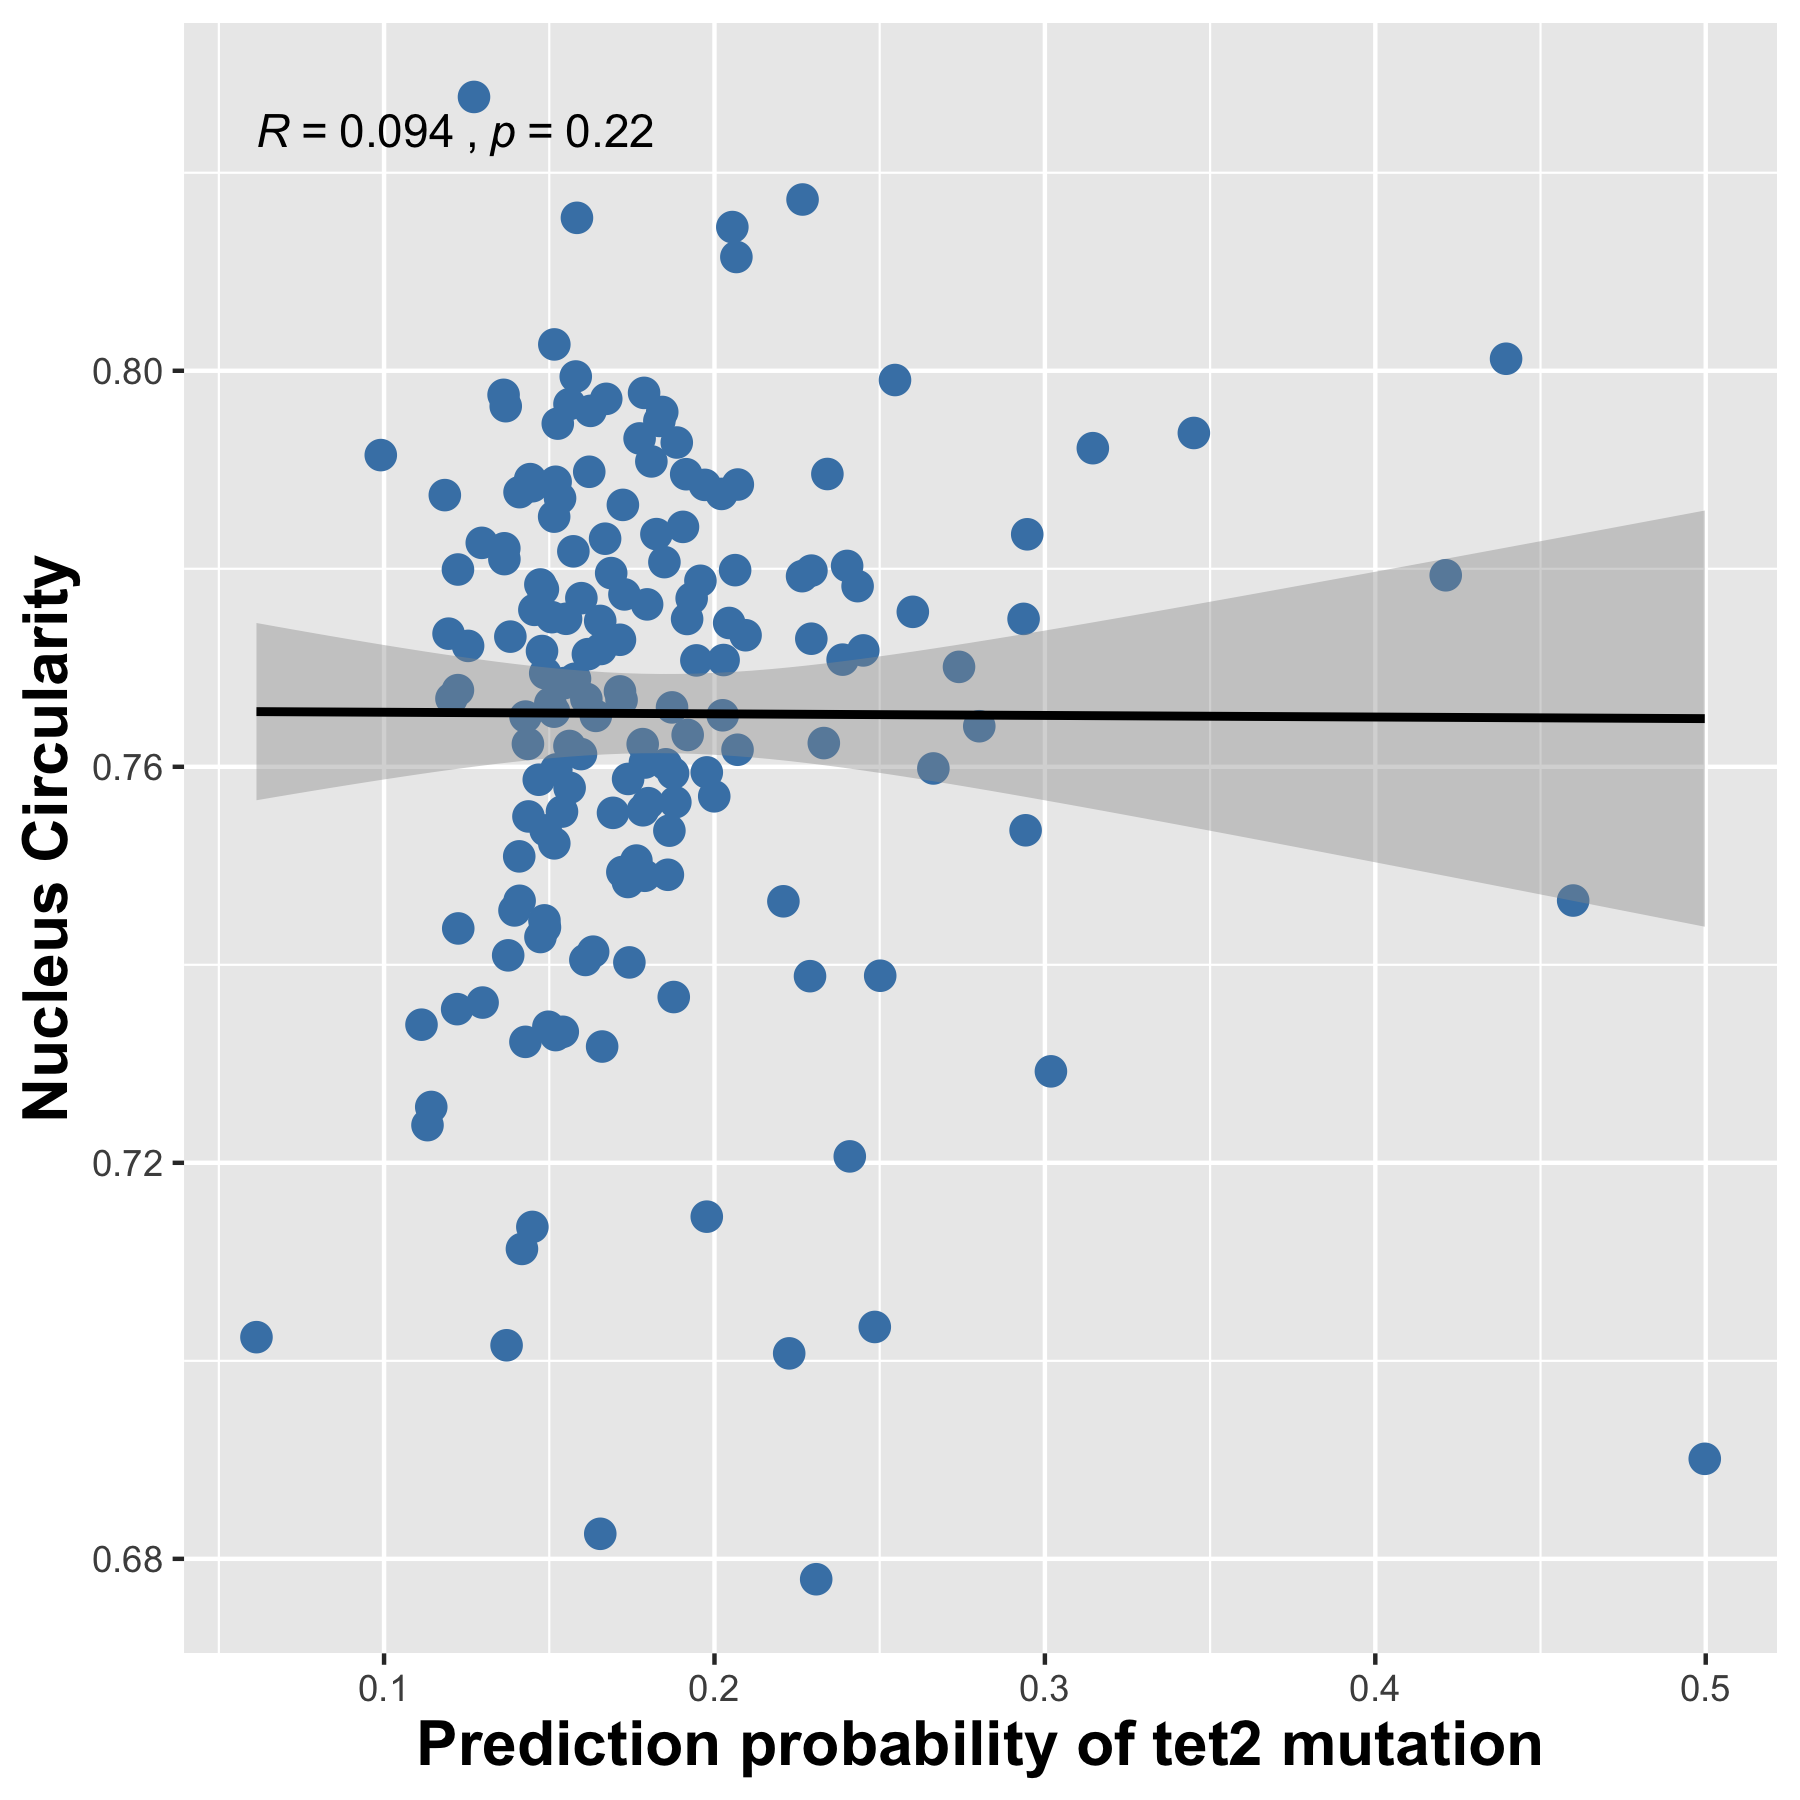 R = 0.094 , p = 0.22
0.80
0.76
0.72
0.68
Nucleus Circularity
0.1 0.2 0.3 0.4 0.5
Prediction probability of tet2 mutation